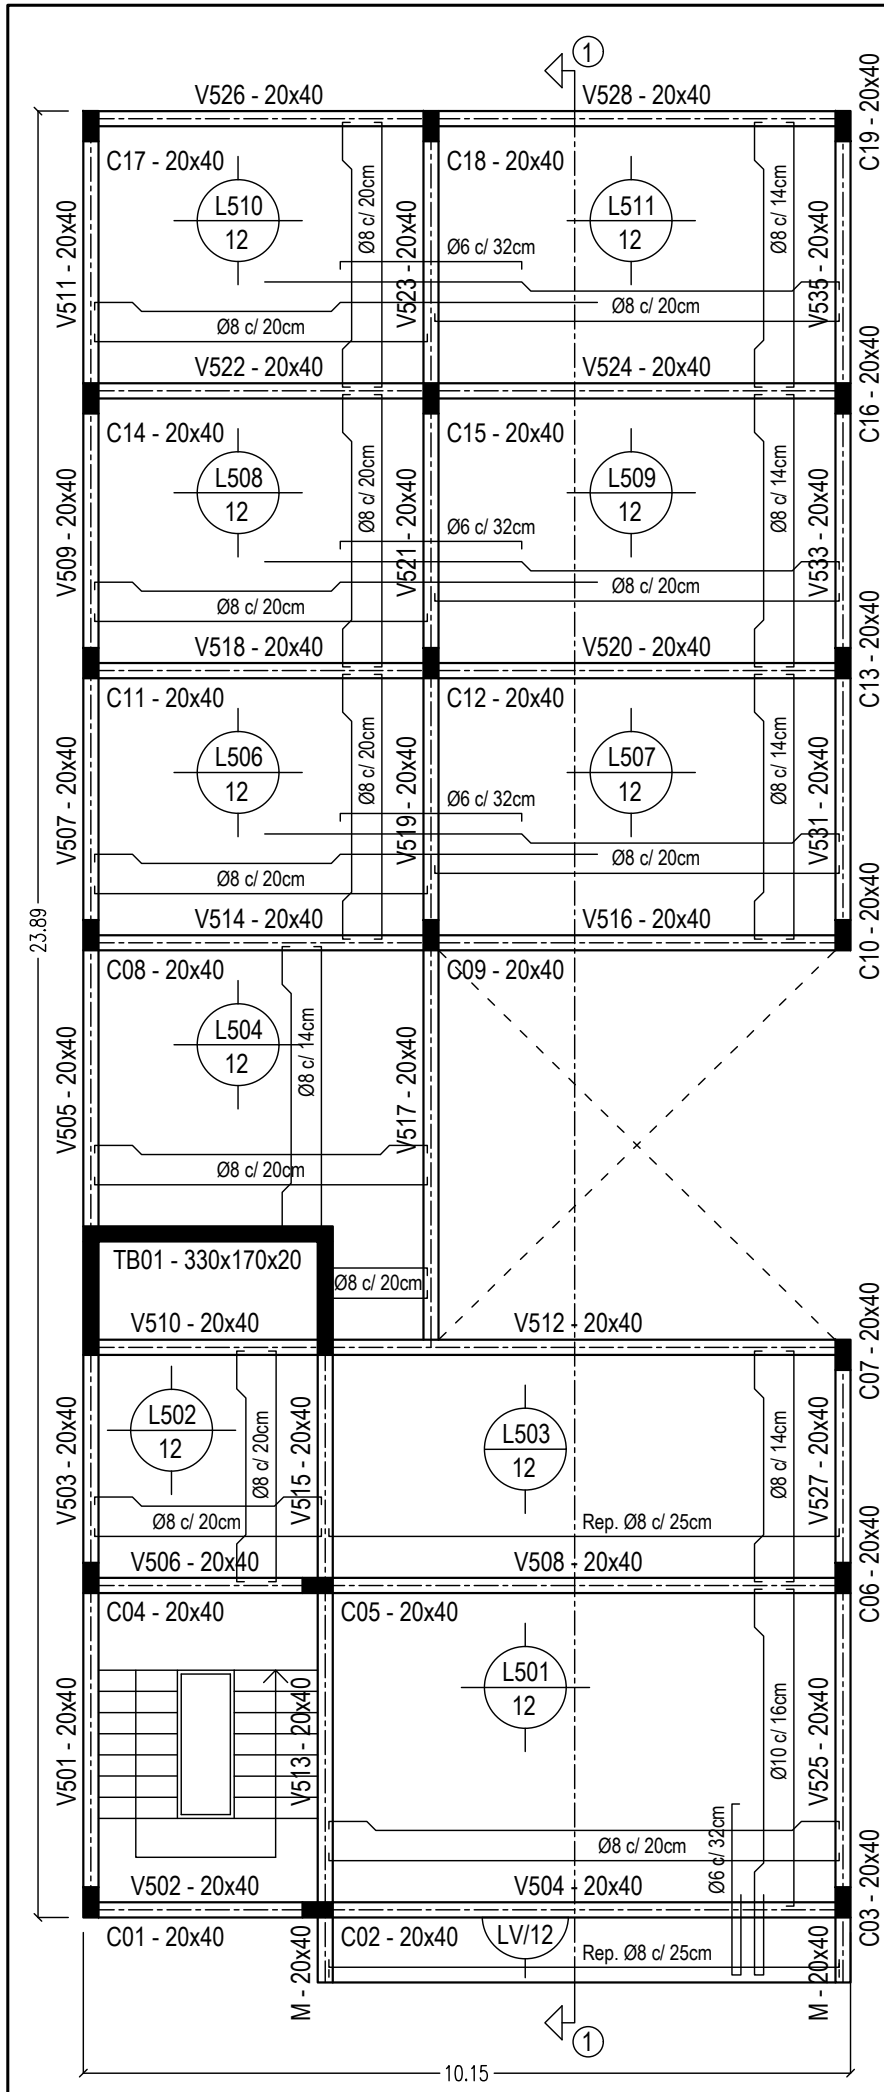 1
V526 - 20x40
V528 - 20x40
C19 - 20x40
C17 - 20x40
C18 - 20x40
L510
12
L511
12
Ø8 c/ 20cm
Ø8 c/ 14cm
V511 - 20x40
V523 - 20x40
V535 - 20x40
Ø6 c/ 32cm
Ø8 c/ 20cm
Ø8 c/ 20cm
V522 - 20x40
V524 - 20x40
C16 - 20x40
C14 - 20x40
C15 - 20x40
L508
12
L509
12
Ø8 c/ 20cm
Ø8 c/ 14cm
V509 - 20x40
V521 - 20x40
V533 - 20x40
Ø6 c/ 32cm
Ø8 c/ 20cm
Ø8 c/ 20cm
V518 - 20x40
V520 - 20x40
C13 - 20x40
C11 - 20x40
C12 - 20x40
L506
12
L507
12
Ø8 c/ 20cm
Ø8 c/ 14cm
V507 - 20x40
V519 - 20x40
V531 - 20x40
Ø6 c/ 32cm
Ø8 c/ 20cm
Ø8 c/ 20cm
V514 - 20x40
V516 - 20x40
C10 - 20x40
23.89
C08 - 20x40
C09 - 20x40
L504
12
Ø8 c/ 14cm
V505 - 20x40
V517 - 20x40
Ø8 c/ 20cm
TB01 - 330x170x20
Ø8 c/ 20cm
V510 - 20x40
V512 - 20x40
C07 - 20x40
L502
12
L503
12
V503 - 20x40
Ø8 c/ 20cm
V515 - 20x40
Ø8 c/ 14cm
V527 - 20x40
Ø8 c/ 20cm
Rep. Ø8 c/ 25cm
V506 - 20x40
V508 - 20x40
C06 - 20x40
C04 - 20x40
C05 - 20x40
L501
12
V501 - 20x40
V513 - 20x40
Ø10 c/ 16cm
V525 - 20x40
Ø8 c/ 20cm
Ø6 c/ 32cm
V502 - 20x40
V504 - 20x40
C03 - 20x40
C01 - 20x40
C02 - 20x40
LV/12
Rep. Ø8 c/ 25cm
M - 20x40
M - 20x40
1
10.15